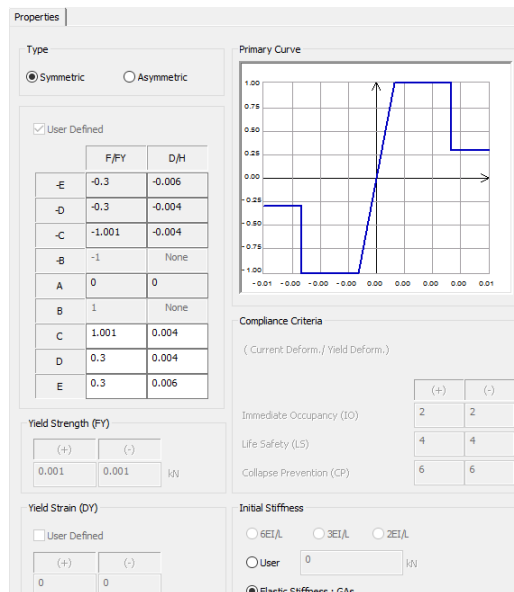 Properties
Type
Symmetric Asymmetric
User Defined
F/FY D/H
-E -0.3 -0.006
-D -0.3 -0.004
-C -1.001 -0.004
-B -1 None
A 0 0
B 1 None
C 1.001 0.004
D 0.3 0.004
E 0.3 0.006
Yield Strength (FY)
(+) (-)
0.001 0.001 kN
Yield Strain (DY)
User Defined
(+) (-)
0 0
Primary Curve
1.00
0.75
0.50
0.25
0.00
-0.25
-0.50
-0.75
-1.00
-0.01 -0.00 -0.00 -0.00 0.00 0.00 0.00 0.00 0.01
Compliance Criteria
( Current Deform./ Yield Deform.)
(+) (-)
Immediate Occupancy (IO) 2 2
Life Safety (LS) 4 4
Collapse Prevention (CP) 6 6
Initial Stiffness
6EI/L 3EI/L 2EI/L
User 0 kN
Elastic Stiffness : GAs